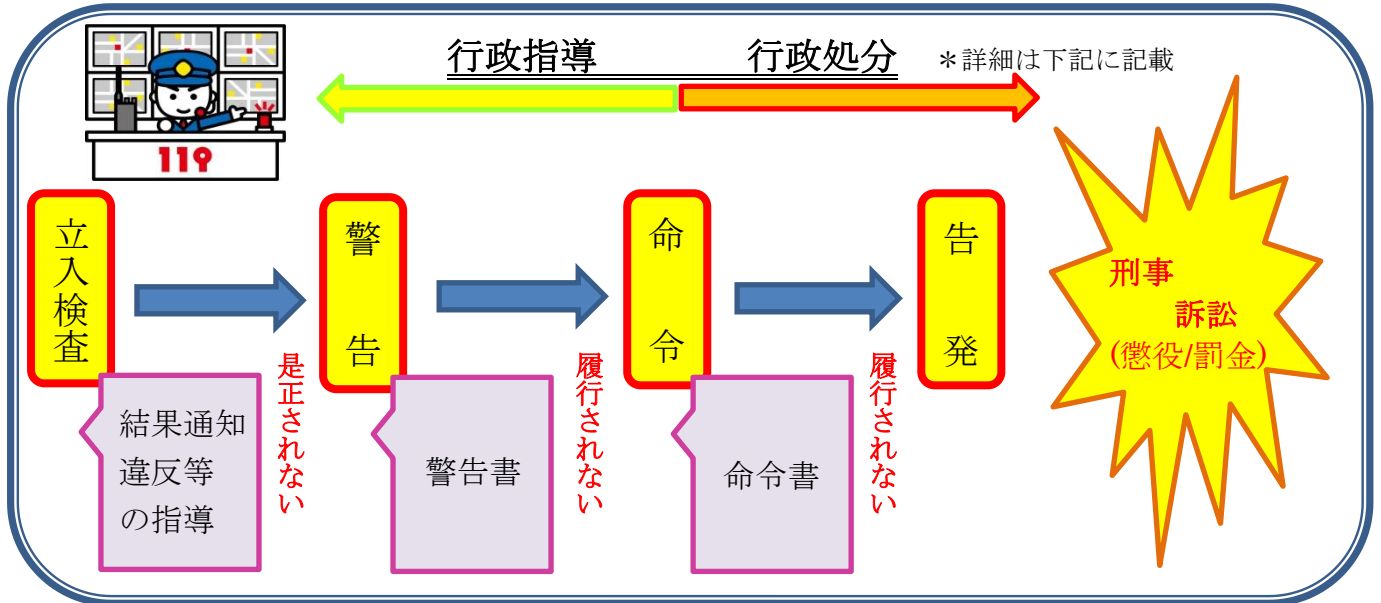 行政指導 行政処分 *詳細は下記に記載
119
立入検査
警告
命令
告発
刑事
訴訟
(懲役/罰金)
是正されない
履行されない
履行されない
結果通知
違反等
の指導
警告書
命令書